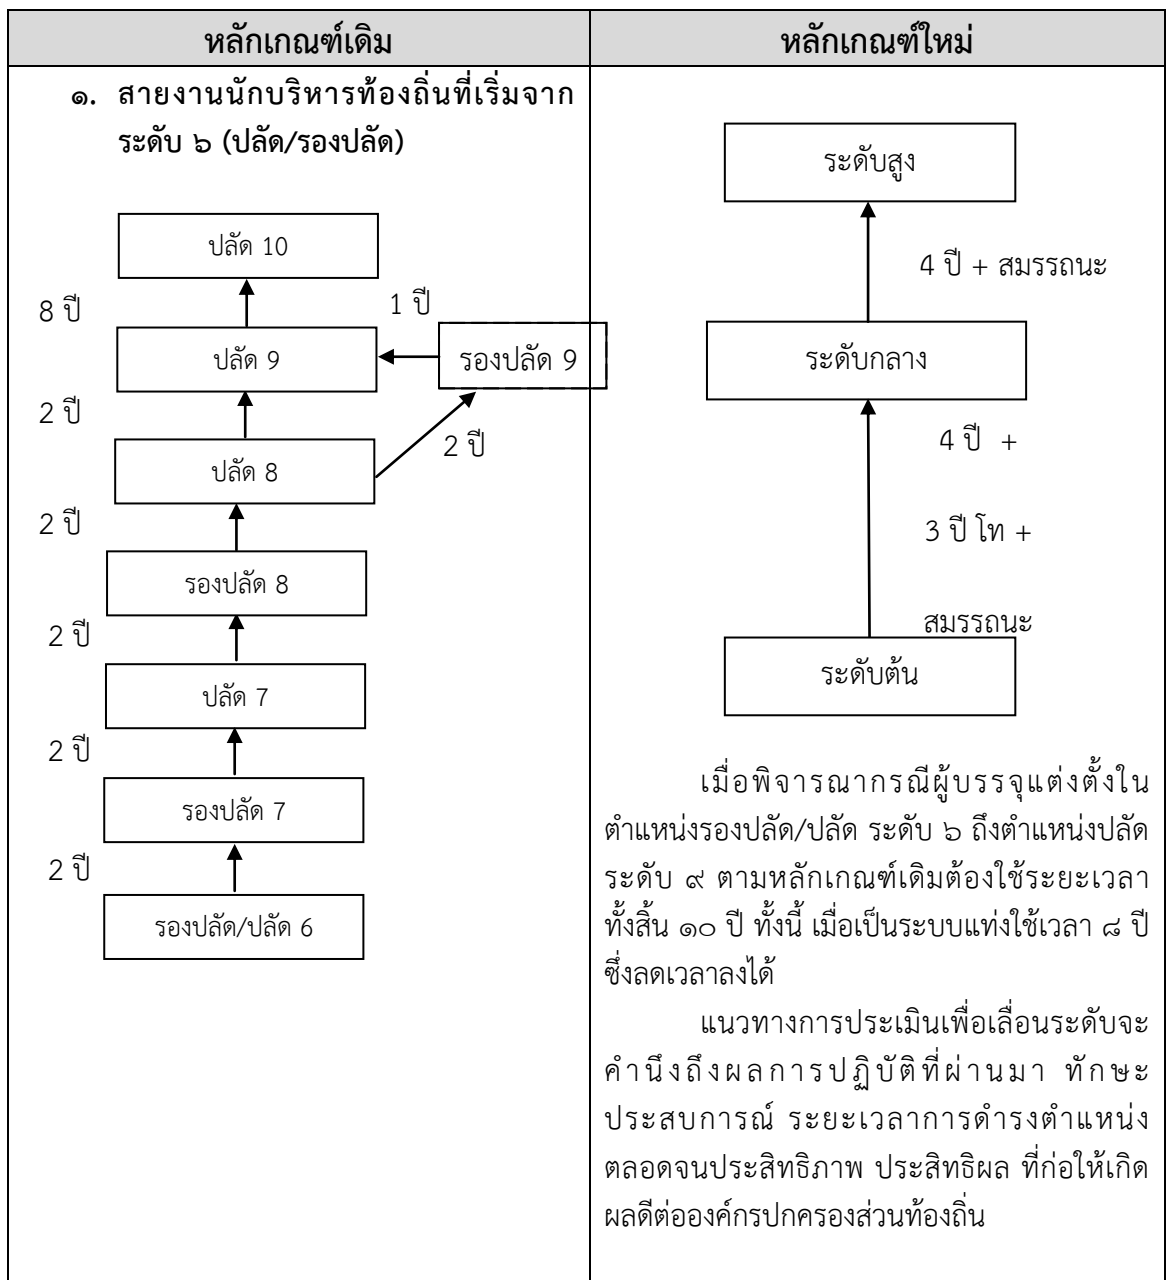 หลักเกณฑ์เดิม
หลักเกณฑ์ใหม่
๑. สายงานนักบริหารท้องถิ่นที่เริ่มจาก
ระดับ ๖ (ปลัด/รองปลัด)
ปลัด 10
8 ปี
1 ปี
ปลัด 9
รองปลัด 9
2 ปี
2 ปี
ปลัด 8
2 ปี
รองปลัด 8
2 ปี
ปลัด 7
2 ปี
รองปลัด 7
2 ปี
รองปลัด/ปลัด 6
ระดับสูง
4 ปี + สมรรถนะ
ระดับกลาง
4 ปี +
3 ปี โท +
สมรรถนะ
ระดับต้น
เมื่อพิจารณากรณีผู้บรรจุแต่งตั้งใน
ตำแหน่งรองปลัด/ปลัด ระดับ ๖ ถึงตำแหน่งปลัด
ระดับ ๙ ตามหลักเกณฑ์เดิมต้องใช้ระยะเวลา
ทั้งสิ้น ๑๐ ปี ทั้งนี้ เมื่อเป็นระบบแท่งใช้เวลา ๘ ปี
ซึ่งลดเวลาลงได้
แนวทางการประเมินเพื่อเลื่อนระดับจะ
คำนึงถึงผลการปฏิบัติที่ผ่านมา ทักษะ
ประสบการณ์ ระยะเวลาการดำรงตำแหน่ง
ตลอดจนประสิทธิภาพ ประสิทธิผล ที่ก่อให้เกิด
ผลดีต่อองค์กรปกครองส่วนท้องถิ่น